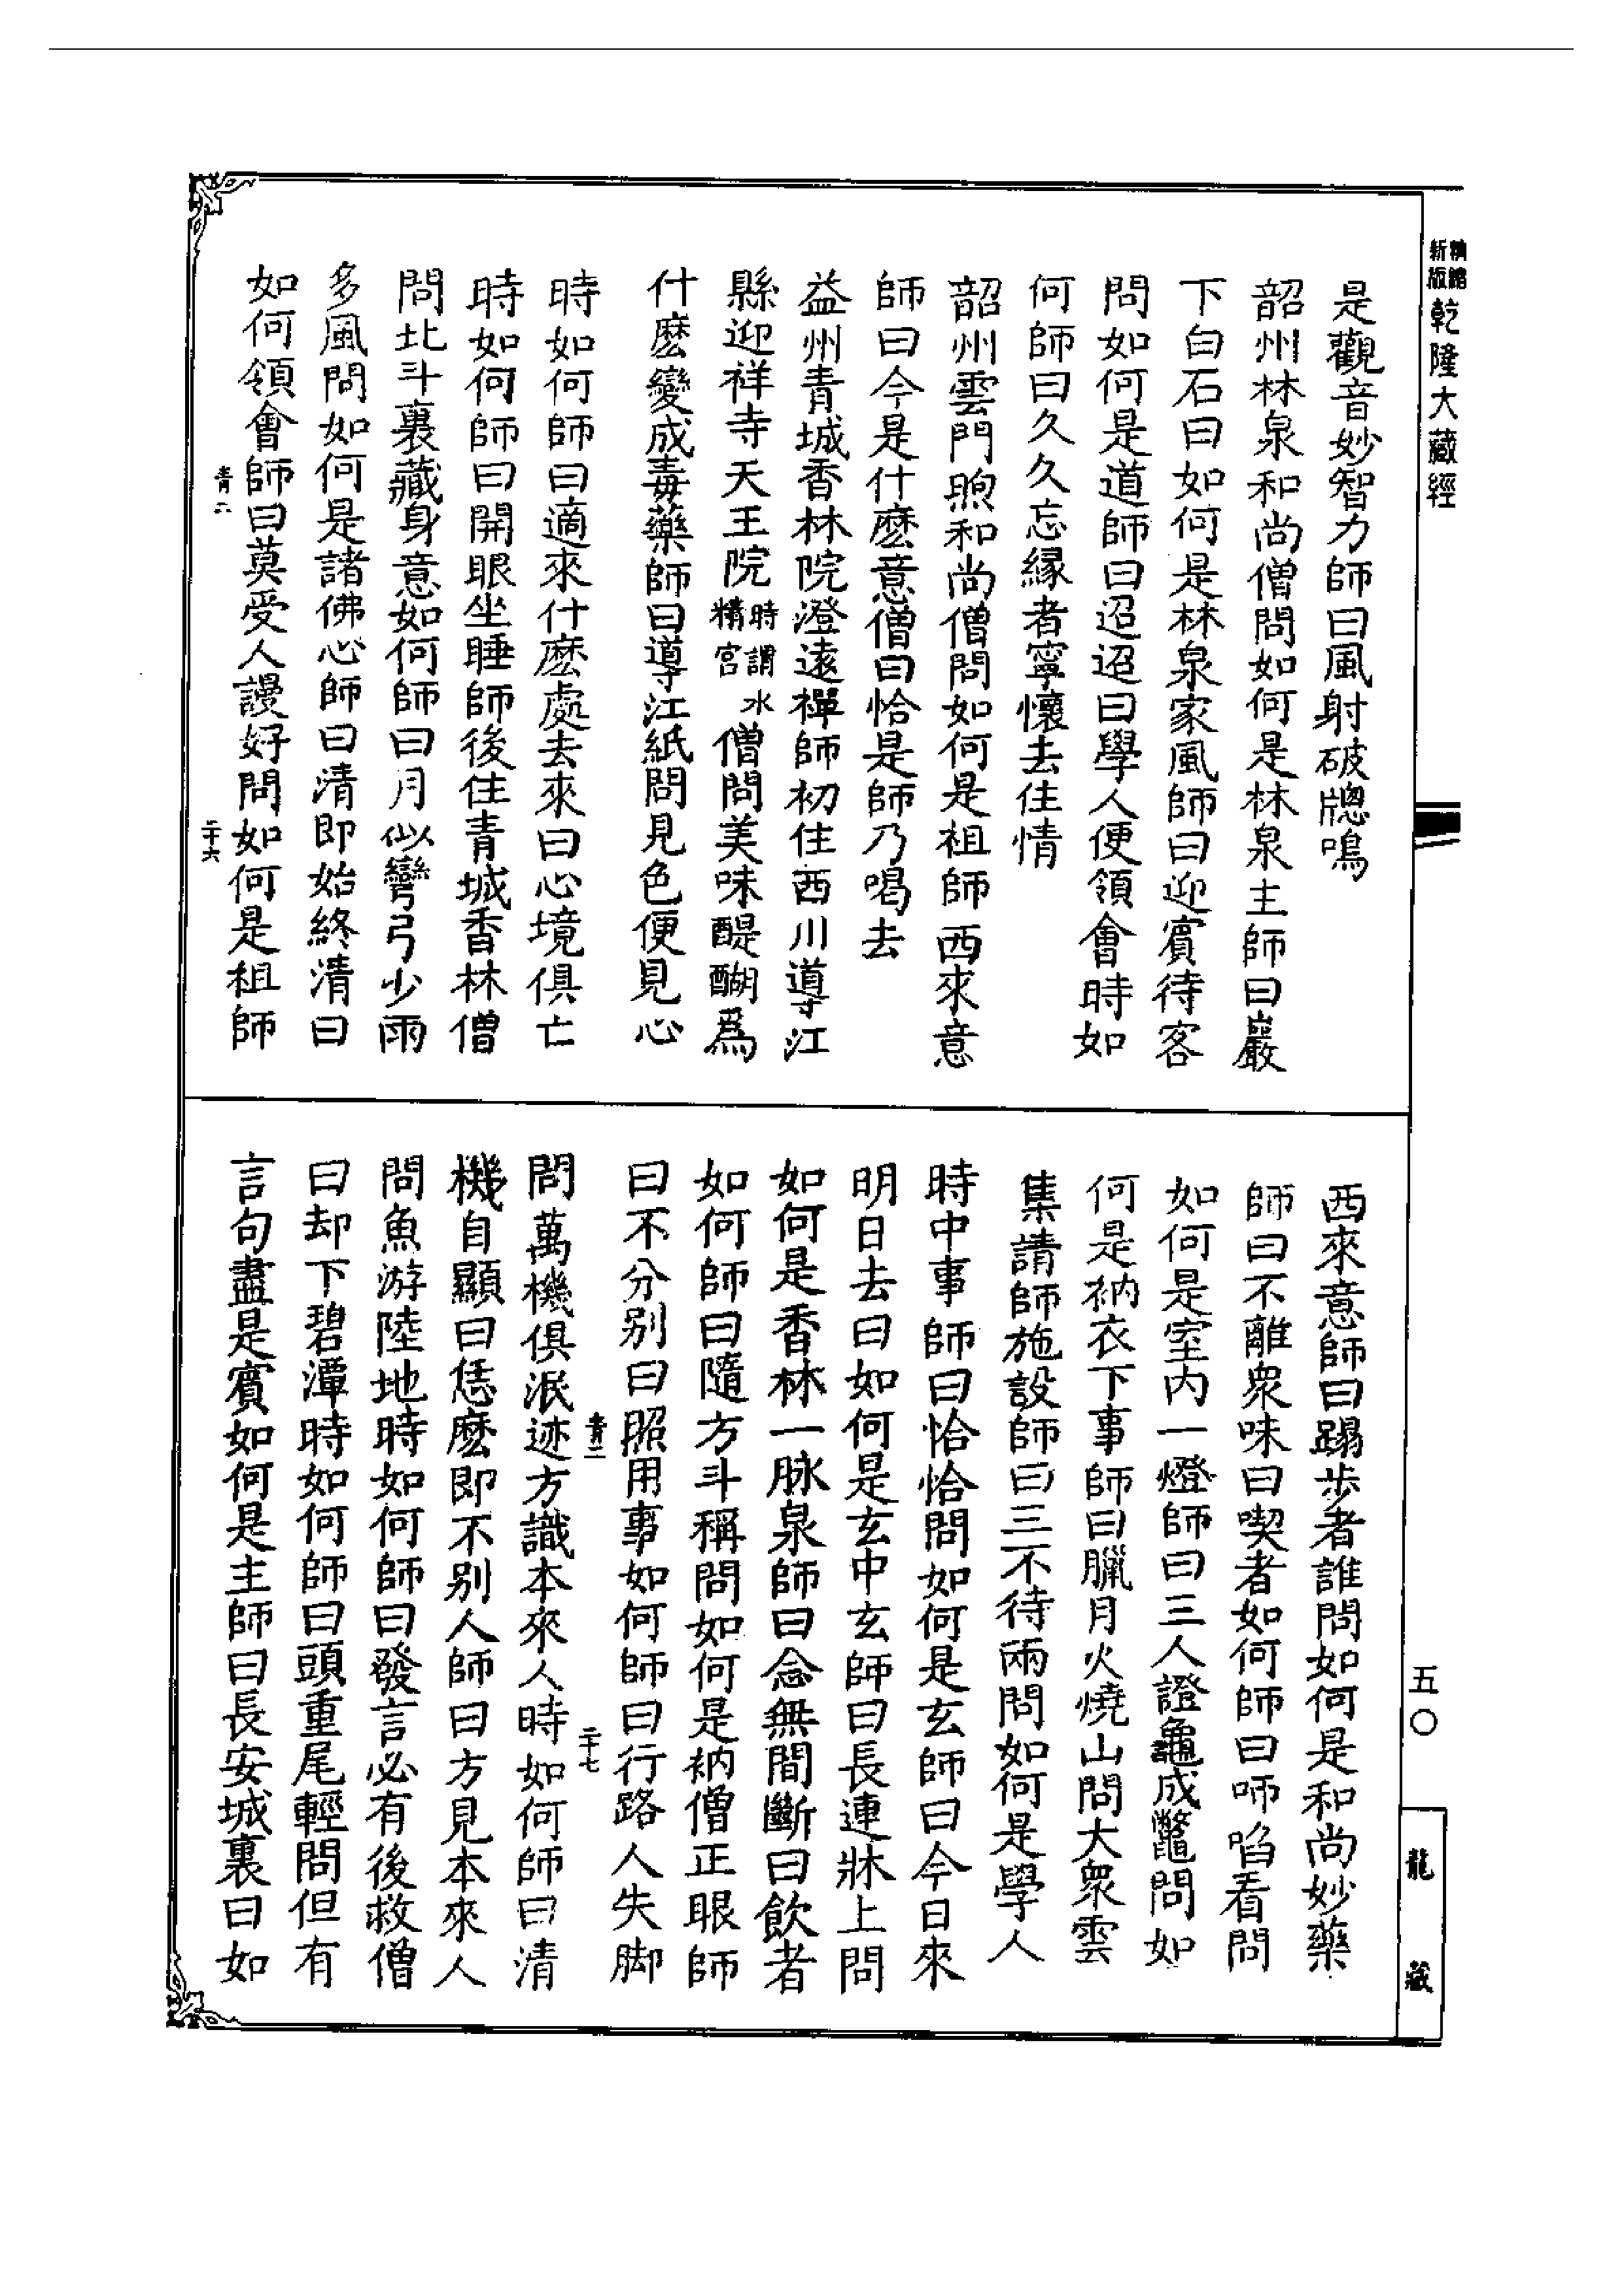 精縮新版乾隆大藏經
是觀音妙智力師曰風射破牕鳴
韶州林泉和尚僧問如何是林泉主師曰巖
下白石曰如何是林泉家風師曰迎賓待客
問如何是道師曰迢迢曰學人便領會時如
何師曰久久忘緣者寧懷去住情
韶州雲門煦和尚僧問如何是祖師西來意
師曰今是什麽意僧曰恰是師乃喝去
益州青城香林院澄遠禪師初住西川導江
縣迎祥寺天王院時謂水精宮僧問美味醍醐爲
什麽變成毒藥師曰導江紙問見色便見心
時如何師曰適來什麽處去來曰心境俱亡
時如何師曰開眼坐睡師後住青城香林僧
問北斗裏藏身意如何師曰月似彎弓少雨
多風問如何是諸佛心師曰清即始終清曰
如何領會師曰莫受人謾好問如何是祖師
青二
二十六
西來意師曰蹋步者誰問如何是和尚妙藥
師曰不離衆味曰喫者如何師曰咂啗看問
如何是室内一燈師曰三人證龜成鼈問如
何是衲衣下事師曰臘月火燒山問大衆雲
集請師施設師曰三不待兩問如何是學人
時中事師曰恰恰問如何是玄師曰今日來
明日去曰如何是玄中玄師曰長連牀上問
如何是香林一脉泉師曰念無間斷曰飲者
如何師曰隨方斗稱問如何是衲僧正眼師
曰不分别曰照用事如何師曰行路人失脚
青二
二十七
問萬機俱泯迹方識本來人時如何師曰清
機自顯曰恁麽即不别人師曰方見本來人
問魚游陸地時如何師曰發言必有後救僧
曰却下碧潭時如何師曰頭重尾輕問但有
言句盡是賓如何是主師曰長安城裏曰如
五〇
龍藏